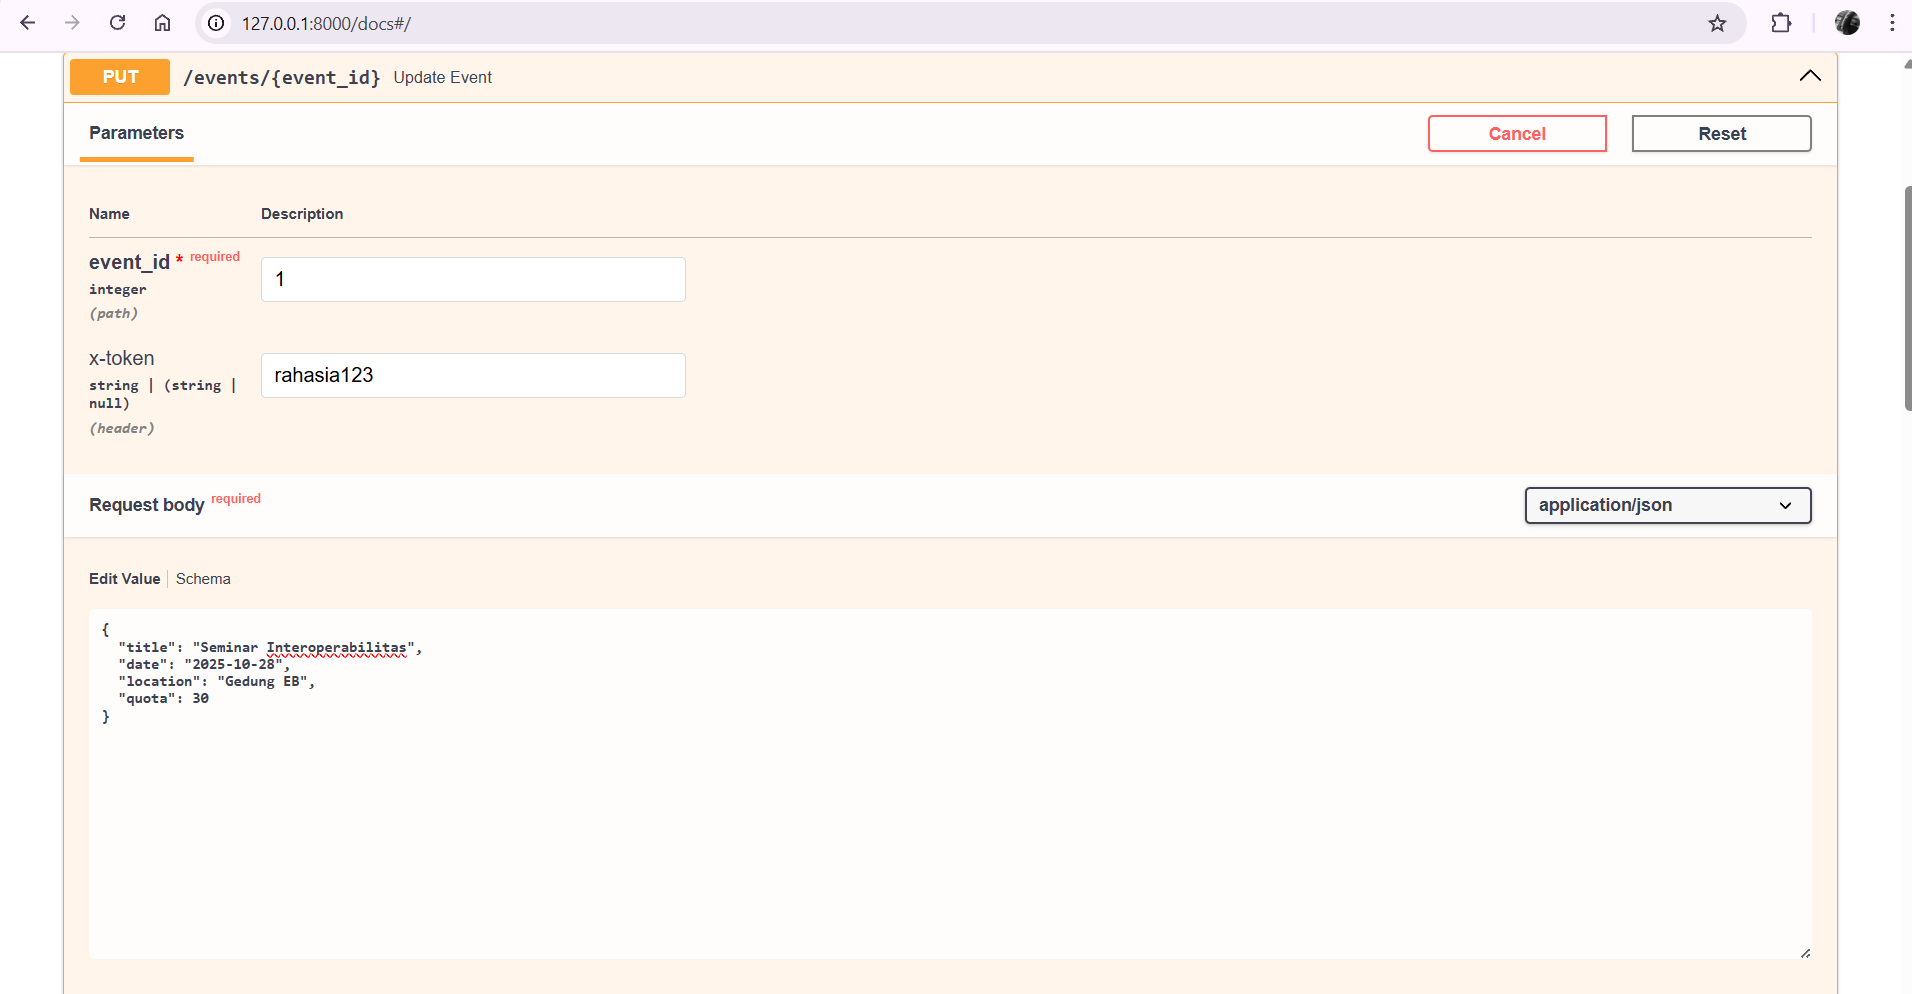 127.0.0.1:8000/docs#/
PUT /events/{event_id} Update Event
Parameters
Cancel
Reset
Name Description
event_id * required
integer
(path)
1
x-token
string | (string |
null)
(header)
rahasia123
Request body required
application/json
Edit Value | Schema
{
  "title": "Seminar Interoperabilitas",
  "date": "2025-10-28",
  "location": "Gedung EB",
  "quota": 30
}